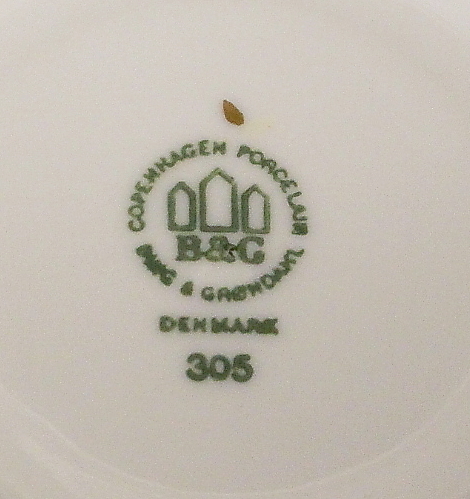 COPENHAGEN PORCELAIN
B&G
BING & GRØNDAHL
DENMARK
305